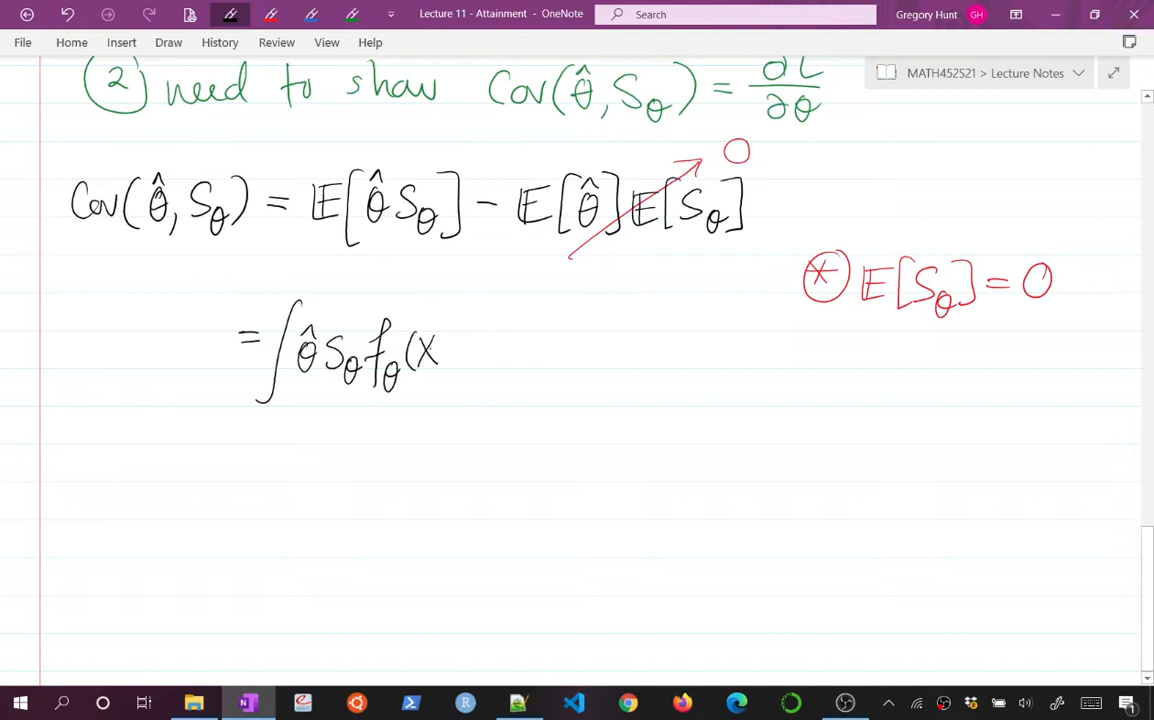 Lecture 11 - Attainment - OneNote
Search
Gregory Hunt GH
File Home Insert Draw History Review View Help
MATH452S21 > Lecture Notes
(2) need to show Cov(θ̂, S_θ) = ∂L/∂θ
Cov(θ̂, S_θ) = 𝔼[θ̂ S_θ] - 𝔼[θ̂] 𝔼[S_θ] 0
* 𝔼[S_θ] = 0
= ∫ θ̂ S_θ f_θ(X